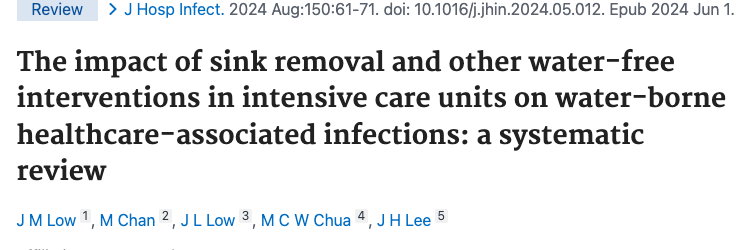 Review > J Hosp Infect. 2024 Aug:150:61-71. doi: 10.1016/j.jhin.2024.05.012. Epub 2024 Jun 1.
The impact of sink removal and other water-free
interventions in intensive care units on water-borne
healthcare-associated infections: a systematic
review
J M Low 1, M Chan 2, J L Low 3, M C W Chua 4, J H Lee 5